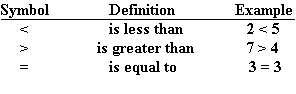 Symbol Definition Example
< is less than 2 < 5
> is greater than 7 > 4
= is equal to 3 = 3